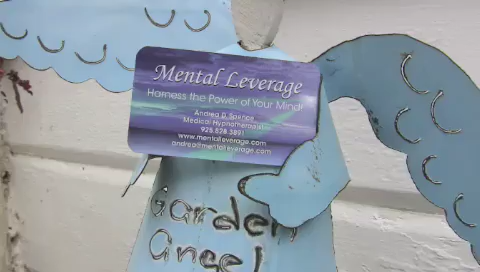 Mental Leverage
Harness the Power of Your Mind!
Andrea D Spence
Medical Hypnotherapist
928.828.3891
www.mentalleverage.com
andrea@mentalleverage.com
Garden
Angel